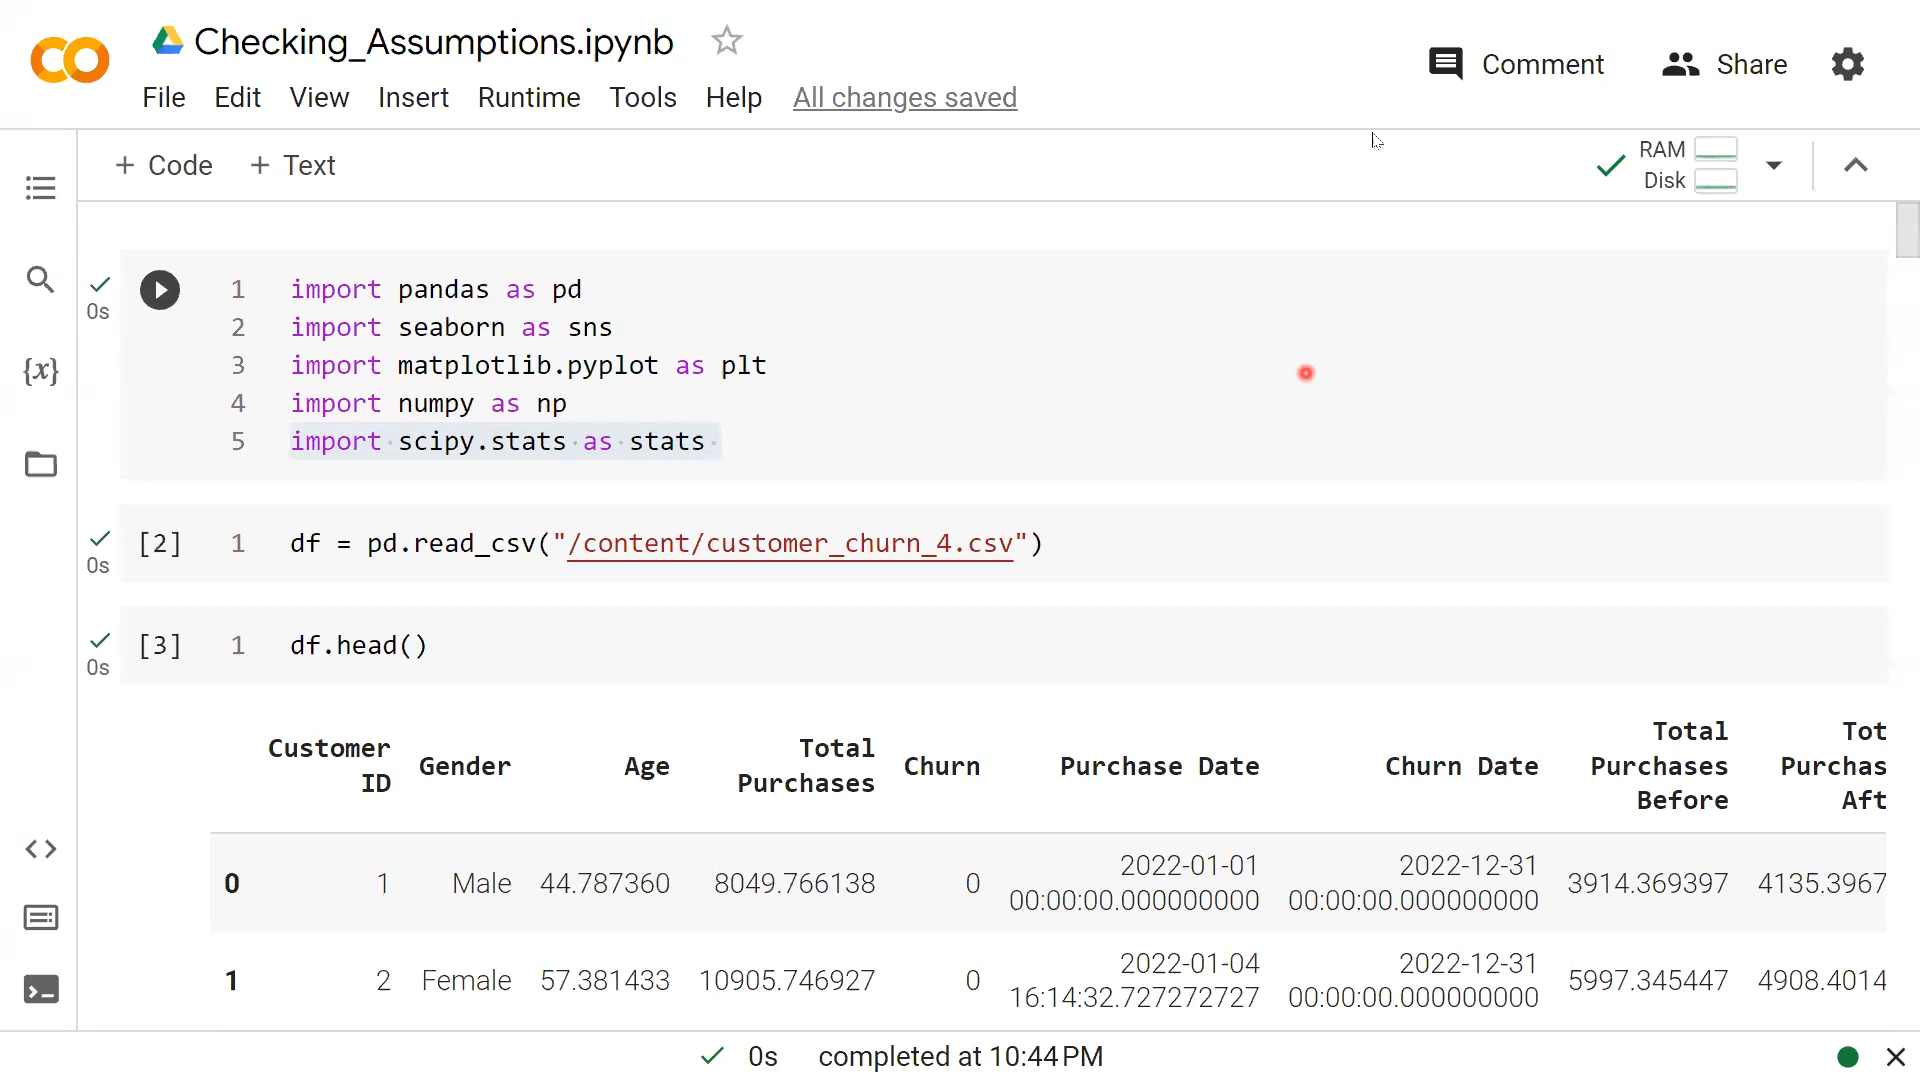 Checking_Assumptions.ipynb
File Edit View Insert Runtime Tools Help All changes saved
Comment Share
+ Code + Text
RAM
Disk
0s
1 import pandas as pd
2 import seaborn as sns
3 import matplotlib.pyplot as plt
4 import numpy as np
5 import scipy.stats as stats
0s
[2] 1 df = pd.read_csv("/content/customer_churn_4.csv")
0s
[3] 1 df.head()
Customer ID Gender Age Total Purchases Churn Purchase Date Churn Date Total Purchases Before Tot Purchas Aft
0 1 Male 44.787360 8049.766138 0 2022-01-01 00:00:00.000000000 2022-12-31 00:00:00.000000000 3914.369397 4135.3967
1 2 Female 57.381433 10905.746927 0 2022-01-04 16:14:32.727272727 2022-12-31 00:00:00.000000000 5997.345447 4908.4014
0s completed at 10:44 PM